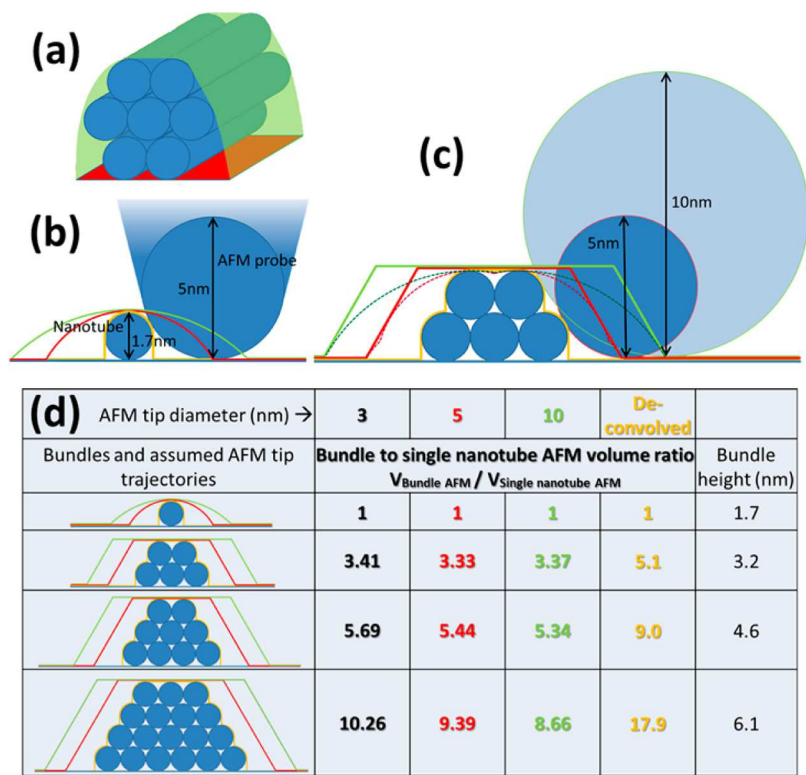 (a)
(b)
AFM probe
5nm
Nanotube
1.7nm
(c)
10nm
5nm
(d) AFM tip diameter (nm) → 3 5 10 De-convolved
Bundles and assumed AFM tip trajectories
Bundle to single nanotube AFM volume ratio
VBundle AFM / VSingle nanotube AFM
Bundle height (nm)
1 1 1 1 1.7
3.41 3.33 3.37 5.1 3.2
5.69 5.44 5.34 9.0 4.6
10.26 9.39 8.66 17.9 6.1